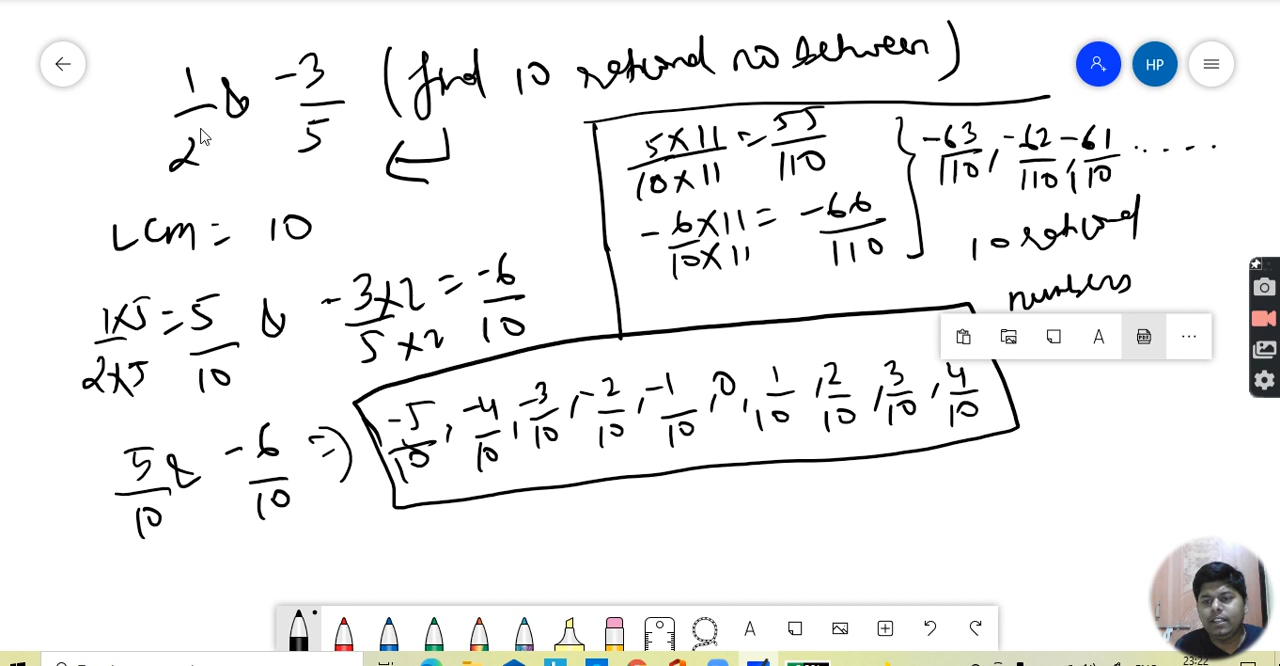 1/2 & -3/5 (find 10 rational no between)
LCM = 10
1×5/2×5 = 5/10 & -3×2/5×2 = -6/10
5/10 & -6/10 ⇒ -5/10, -4/10, -3/10, -2/10, -1/10, 0, 1/10, 2/10, 3/10, 4/10
5×11/10×11 = 55/110
-6×11/10×11 = -66/110
} -63/110, -62/110, -61/110 .....
10 rational
numbers
HP
A
PDF
A
23:22